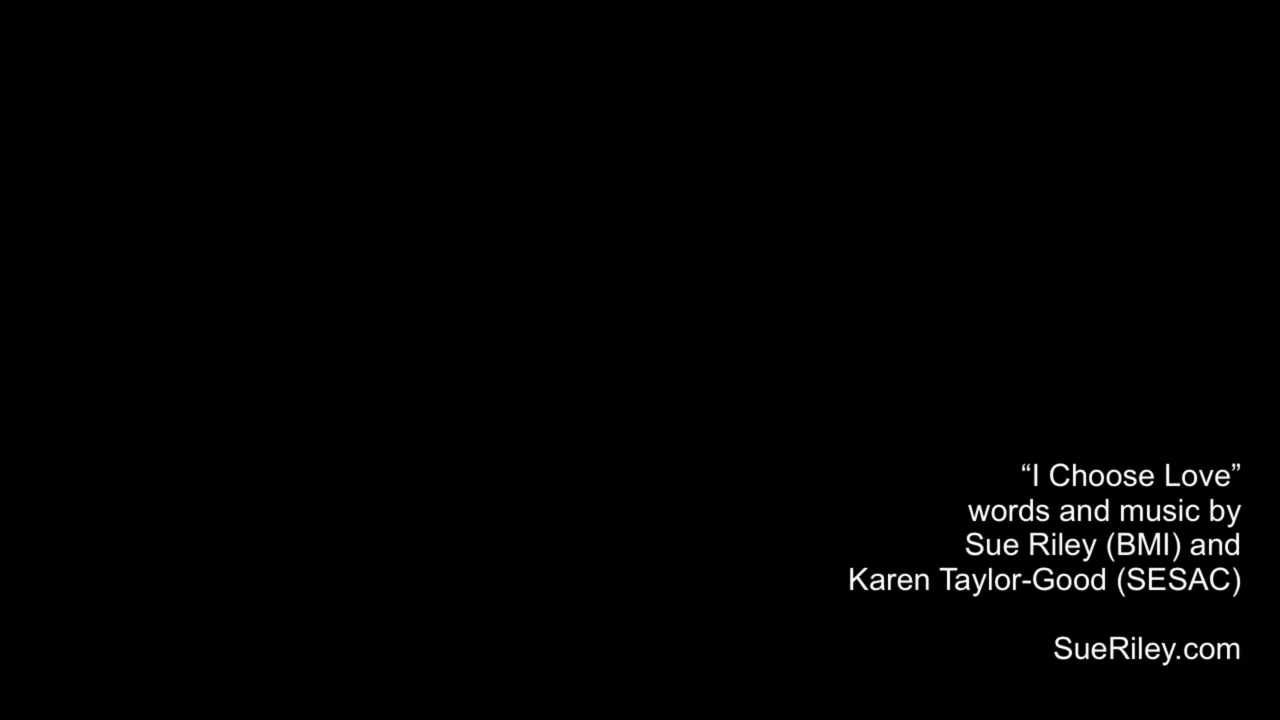 “I Choose Love”
words and music by
Sue Riley (BMI) and
Karen Taylor-Good (SESAC)
SueRiley.com